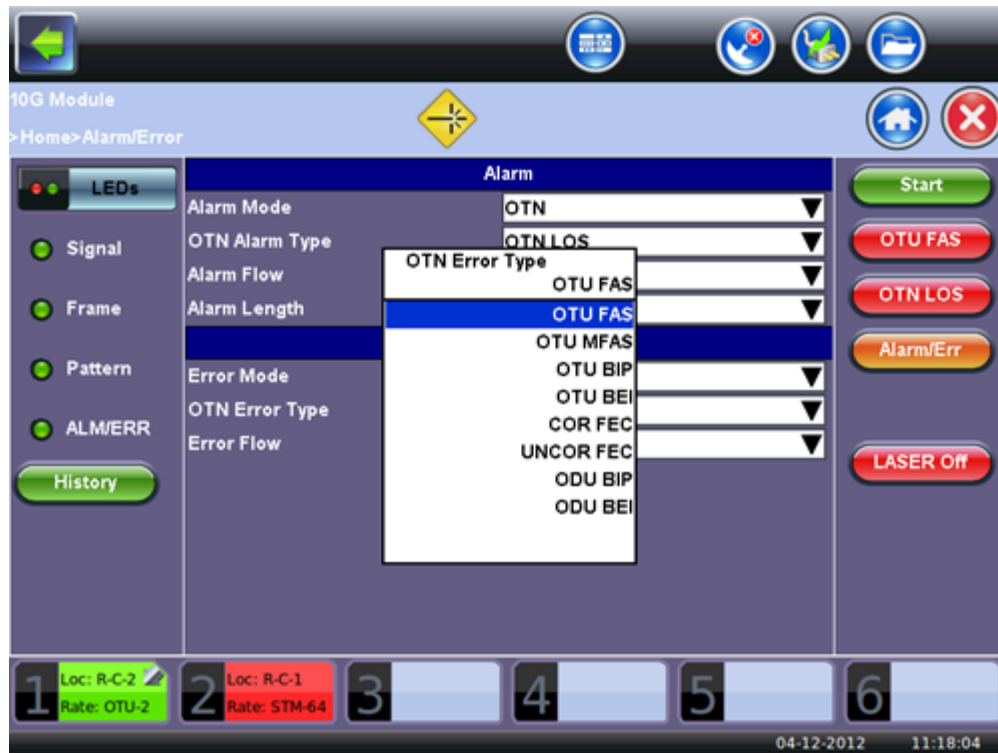 10G Module
>Home>Alarm/Error
LEDs
Signal
Frame
Pattern
ALM/ERR
History
Alarm
Alarm Mode OTN
OTN Alarm Type OTN LOS
Alarm Flow
Alarm Length
Error Mode
OTN Error Type
Error Flow
OTN Error Type
OTU FAS
OTU FAS
OTU MFAS
OTU BIP
OTU BEI
COR FEC
UNCOR FEC
ODU BIP
ODU BEI
Start
OTU FAS
OTN LOS
Alarm/Err
LASER Off
1 Loc: R-C-2
Rate: OTU-2
2 Loc: R-C-1
Rate: STM-64
3
4
5
6
04-12-2012 11:18:04